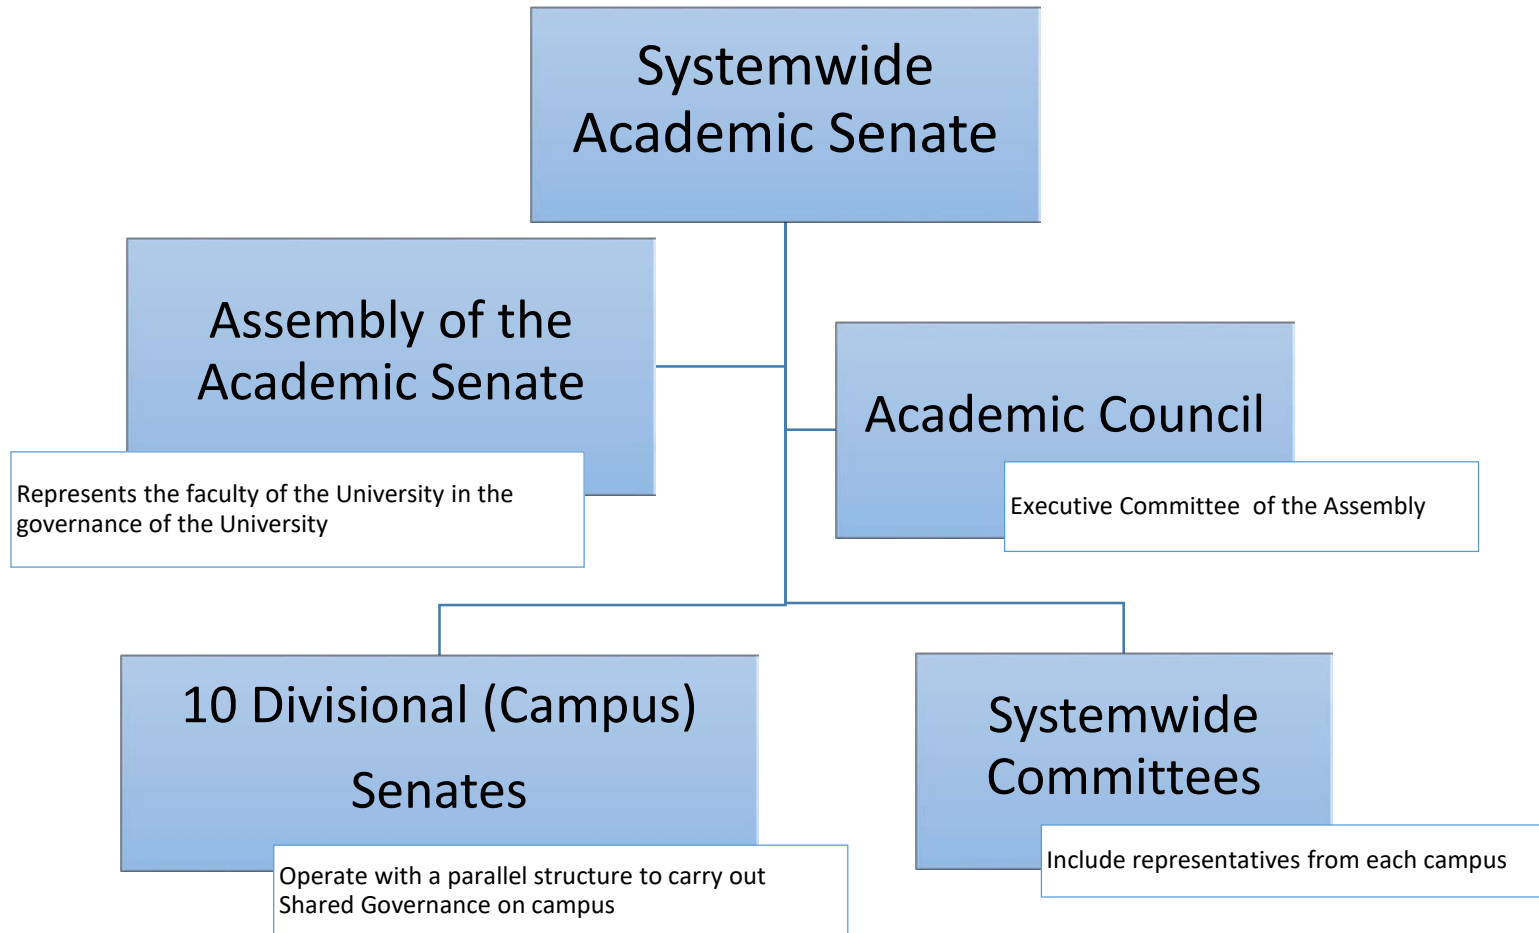 Systemwide
Academic Senate
Assembly of the
Academic Senate
Represents the faculty of the University in the
governance of the University
Academic Council
Executive Committee  of the Assembly
10 Divisional (Campus)
Senates
Operate with a parallel structure to carry out
Shared Governance on campus
Systemwide
Committees
Include representatives from each campus